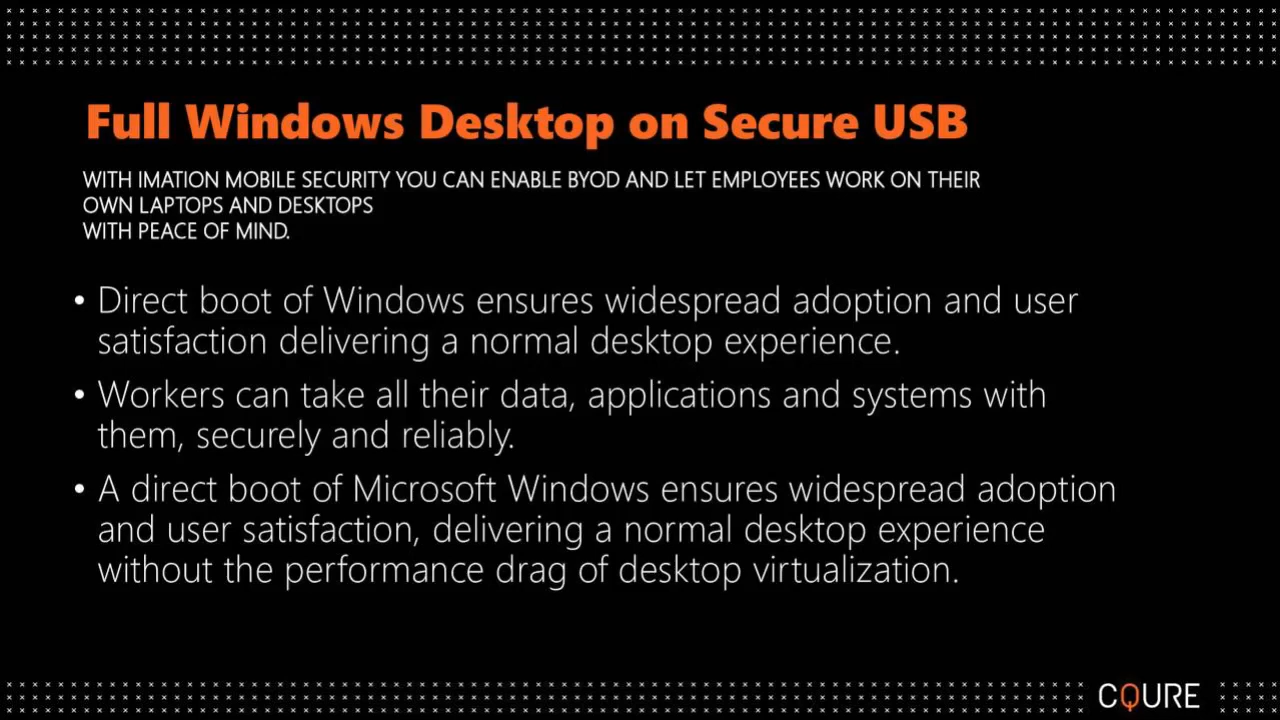 Full Windows Desktop on Secure USB
WITH IMATION MOBILE SECURITY YOU CAN ENABLE BYOD AND LET EMPLOYEES WORK ON THEIR
OWN LAPTOPS AND DESKTOPS
WITH PEACE OF MIND.
• Direct boot of Windows ensures widespread adoption and user
satisfaction delivering a normal desktop experience.
• Workers can take all their data, applications and systems with
them, securely and reliably.
• A direct boot of Microsoft Windows ensures widespread adoption
and user satisfaction, delivering a normal desktop experience
without the performance drag of desktop virtualization.
CQURE